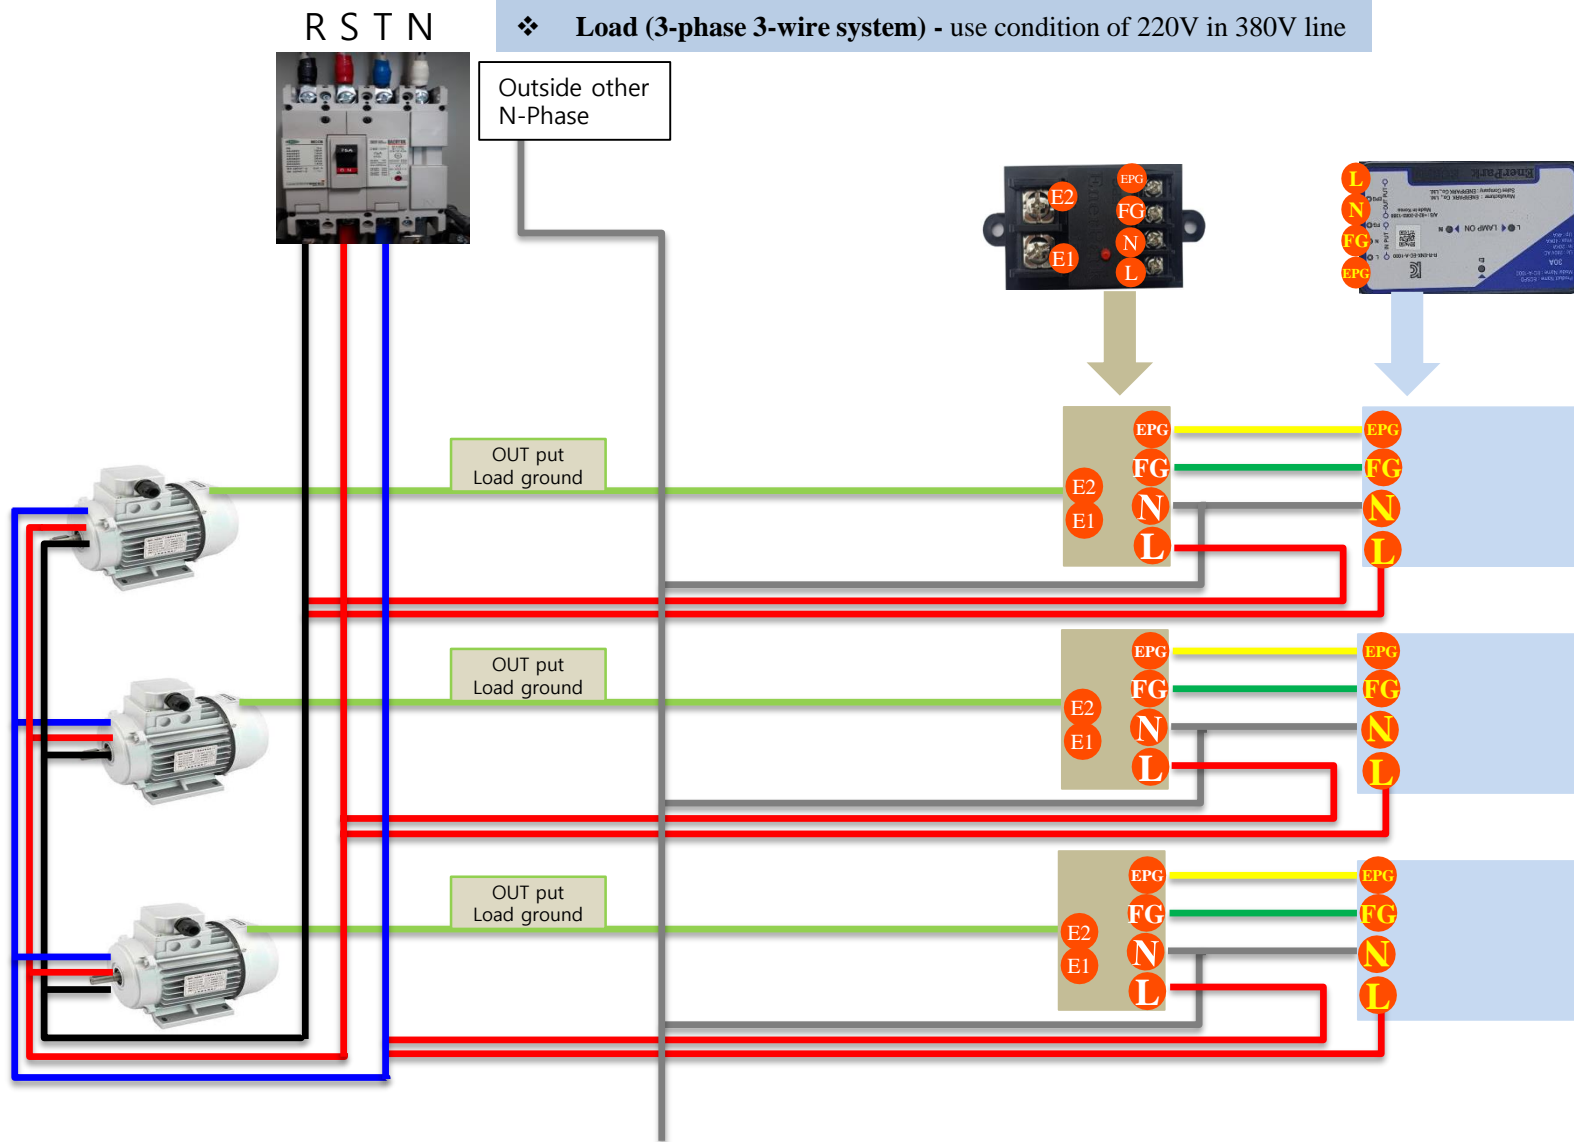 R S T N
❖ Load (3-phase 3-wire system) - use condition of 220V in 380V line
Outside other
N-Phase
E2
E1
EPG
FG
N
L
L
N
FG
EPG
EnerPark
OUT put
Load ground
E2
E1
EPG
FG
N
L
EPG
FG
N
L
OUT put
Load ground
E2
E1
EPG
FG
N
L
EPG
FG
N
L
OUT put
Load ground
E2
E1
EPG
FG
N
L
EPG
FG
N
L